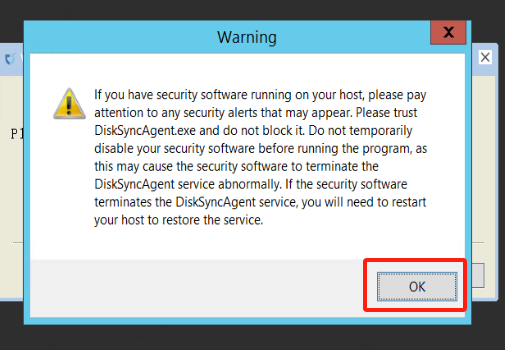 Warning
X
X
If you have security software running on your host, please pay
attention to any security alerts that may appear. Please trust
DiskSyncAgent.exe and do not block it. Do not temporarily
disable your security software before running the program, as
this may cause the security software to terminate the
DiskSyncAgent service abnormally. If the security software
terminates the DiskSyncAgent service, you will need to restart
your host to restore the service.
OK